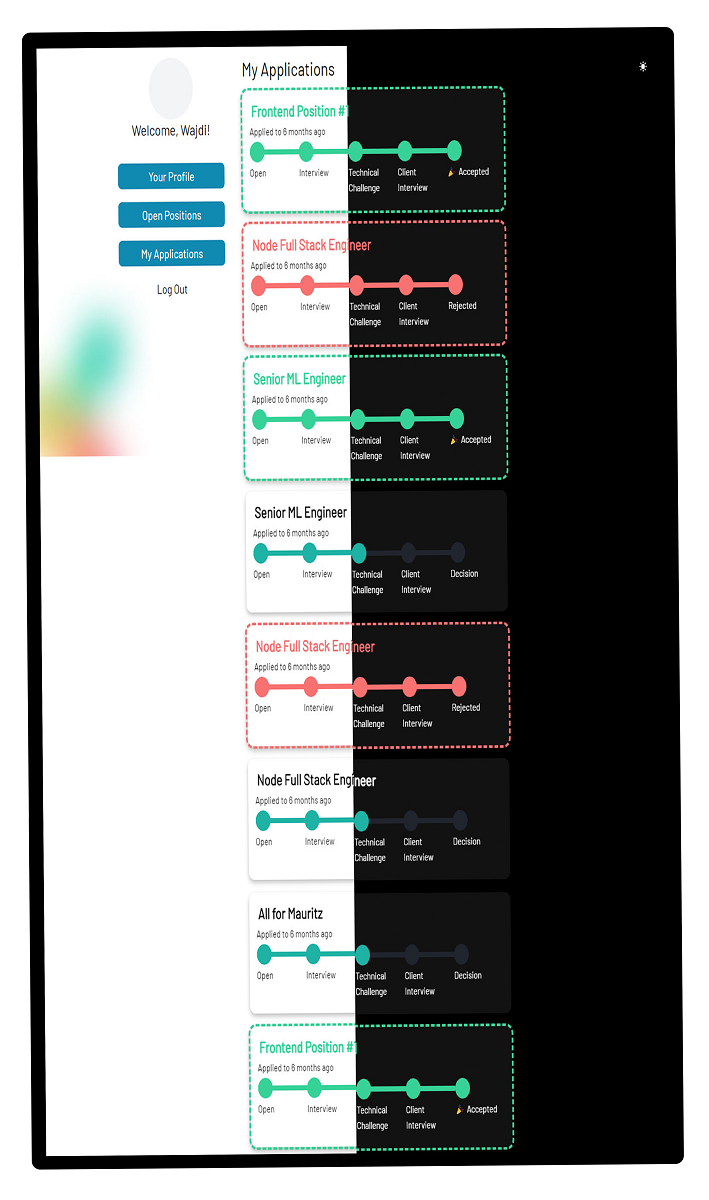 My Applications
Welcome, Wajdi!
Your Profile
Open Positions
My Applications
Log Out
Frontend Position #1
Applied to 6 months ago
Open Interview Technical Challenge Client Interview 🎉 Accepted
Node Full Stack Engineer
Applied to 6 months ago
Open Interview Technical Challenge Client Interview Rejected
Senior ML Engineer
Applied to 6 months ago
Open Interview Technical Challenge Client Interview 🎉 Accepted
Senior ML Engineer
Applied to 6 months ago
Open Interview Technical Challenge Client Interview Decision
Node Full Stack Engineer
Applied to 6 months ago
Open Interview Technical Challenge Client Interview Rejected
Node Full Stack Engineer
Applied to 6 months ago
Open Interview Technical Challenge Client Interview Decision
All for Mauritz
Applied to 6 months ago
Open Interview Technical Challenge Client Interview Decision
Frontend Position #1
Applied to 6 months ago
Open Interview Technical Challenge Client Interview 🎉 Accepted